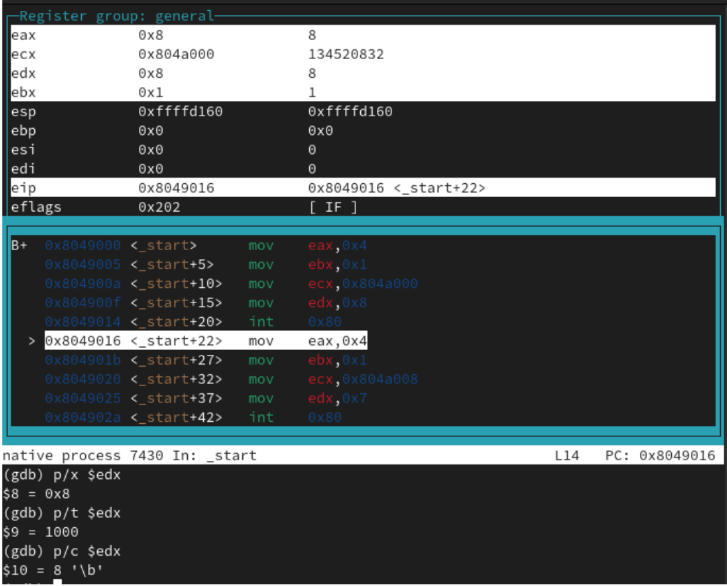 Register group: general
eax 0x8 8
ecx 0x804a000 134520832
edx 0x8 8
ebx 0x1 1
esp 0xffffd160 0xffffd160
ebp 0x0 0x0
esi 0x0 0
edi 0x0 0
eip 0x8049016 0x8049016 <_start+22>
eflags 0x202 [ IF ]
B+ 0x8049000 <_start> mov eax,0x4
0x8049005 <_start+5> mov ebx,0x1
0x804900a <_start+10> mov ecx,0x804a000
0x804900f <_start+15> mov edx,0x8
0x8049014 <_start+20> int 0x80
> 0x8049016 <_start+22> mov eax,0x4
0x804901b <_start+27> mov ebx,0x1
0x8049020 <_start+32> mov ecx,0x804a008
0x8049025 <_start+37> mov edx,0x7
0x804902a <_start+42> int 0x80
native process 7430 In: _start L14 PC: 0x8049016
(gdb) p/x $edx
$8 = 0x8
(gdb) p/t $edx
$9 = 1000
(gdb) p/c $edx
$10 = 8 '\b'